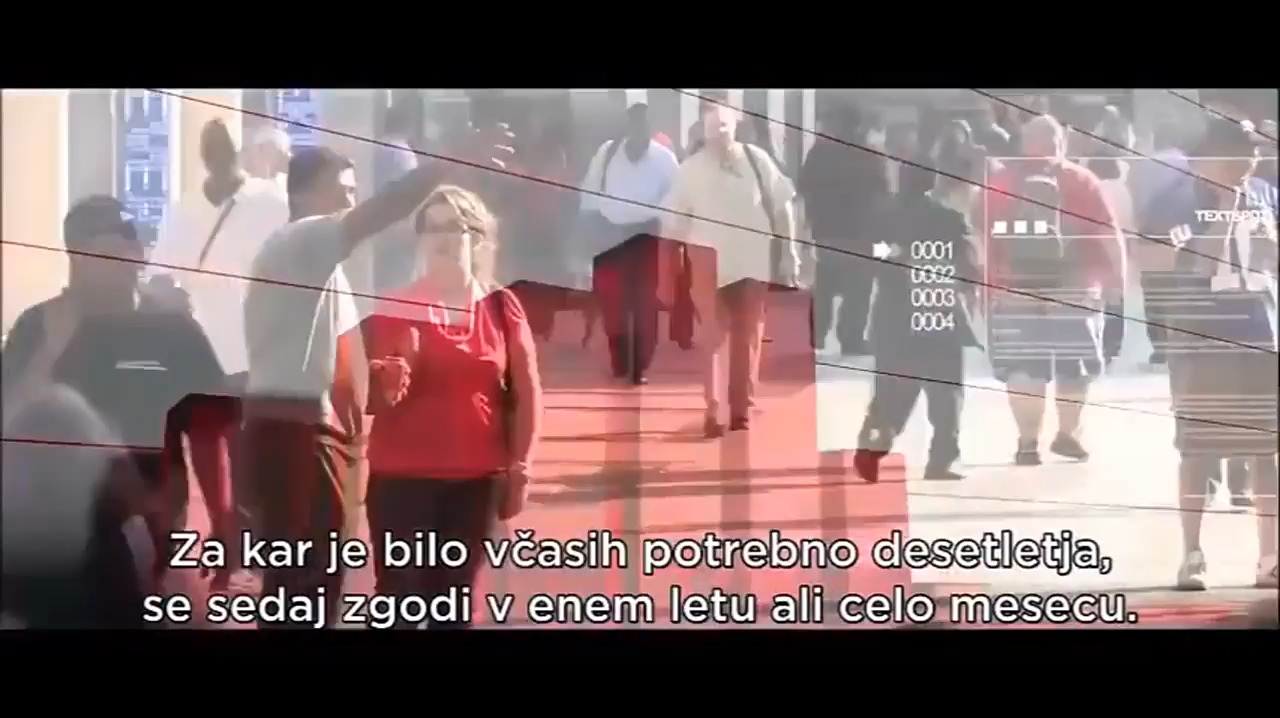 TEXTSPOT
0001
0002
0003
0004
Za kar je bilo včasih potrebno desetletja,
se sedaj zgodi v enem letu ali celo mesecu.